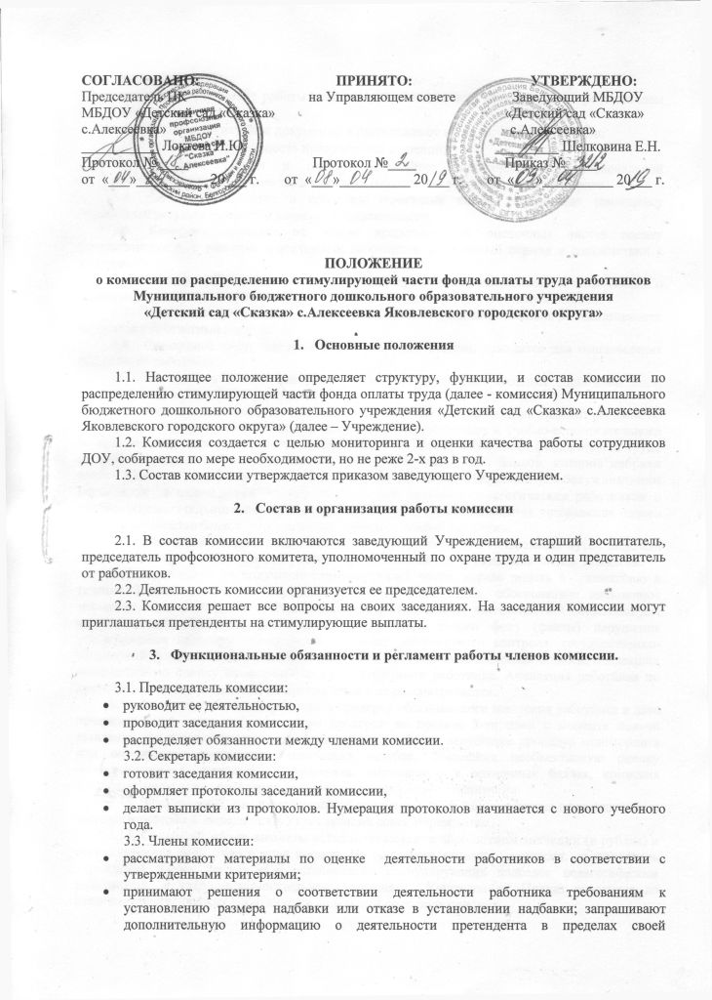 СОГЛАСОВАНО:
Председатель ПК
МБДОУ «Детский сад «Сказка»
с.Алексеевка»
Локтева И.Ю.
Протокол №
от «04» г.
ПРИНЯТО:
на Управляющем совете
Протокол № 2
от «08» 04 2019 г.
УТВЕРЖДЕНО:
Заведующий МБДОУ
«Детский сад «Сказка»
с.Алексеевка»
Шелковина Е.Н.
Приказ №
от «09» 04 2019 г.
ПОЛОЖЕНИЕ
о комиссии по распределению стимулирующей части фонда оплаты труда работников
Муниципального бюджетного дошкольного образовательного учреждения
«Детский сад «Сказка» с.Алексеевка Яковлевского городского округа»
1. Основные положения
1.1. Настоящее положение определяет структуру, функции, и состав комиссии по
распределению стимулирующей части фонда оплаты труда (далее - комиссия) Муниципального
бюджетного дошкольного образовательного учреждения «Детский сад «Сказка» с.Алексеевка
Яковлевского городского округа» (далее – Учреждение).
1.2. Комиссия создается с целью мониторинга и оценки качества работы сотрудников
ДОУ, собирается по мере необходимости, но не реже 2-х раз в год.
1.3. Состав комиссии утверждается приказом заведующего Учреждением.
2. Состав и организация работы комиссии
2.1. В состав комиссии включаются заведующий Учреждением, старший воспитатель,
председатель профсоюзного комитета, уполномоченный по охране труда и один представитель
от работников.
2.2. Деятельность комиссии организуется ее председателем.
2.3. Комиссия решает все вопросы на своих заседаниях. На заседания комиссии могут
приглашаться претенденты на стимулирующие выплаты.
3. Функциональные обязанности и регламент работы членов комиссии.
3.1. Председатель комиссии:
• руководит ее деятельностью,
• проводит заседания комиссии,
• распределяет обязанности между членами комиссии.
3.2. Секретарь комиссии:
• готовит заседания комиссии,
• оформляет протоколы заседаний комиссии,
• делает выписки из протоколов. Нумерация протоколов начинается с нового учебного
года.
3.3. Члены комиссии:
• рассматривают материалы по оценке деятельности работников в соответствии с
утвержденными критериями;
• принимают решения о соответствии деятельности работника требованиям к
установлению размера надбавки или отказе в установлении надбавки; запрашивают
дополнительную информацию о деятельности претендента в пределах своей